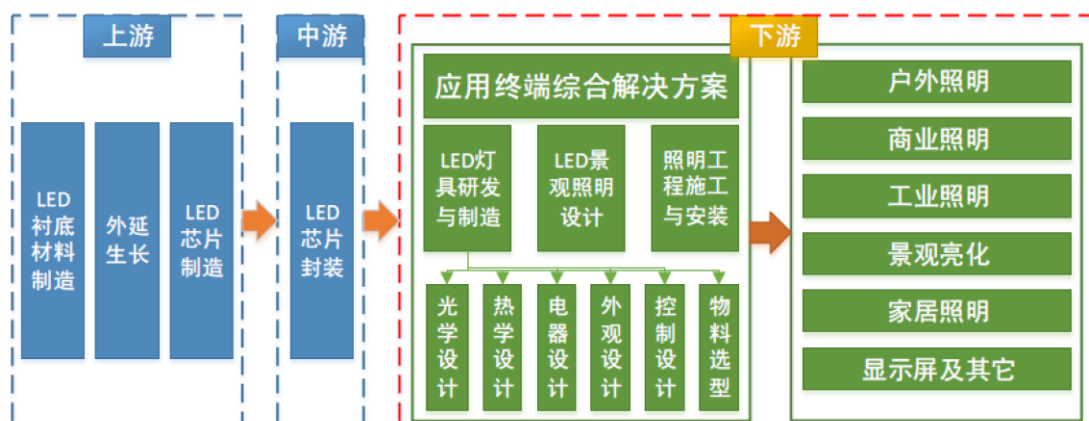 上游
LED
衬底
材料
制造
外延
生长
LED
芯片
制造
中游
LED
芯片
封装
下游
应用终端综合解决方案
LED灯
具研发
与制造
LED景
观照明
设计
照明工
程施工
与安装
光学设计
热学设计
电器设计
外观设计
控制设计
物料选型
户外照明
商业照明
工业照明
景观亮化
家居照明
显示屏及其它